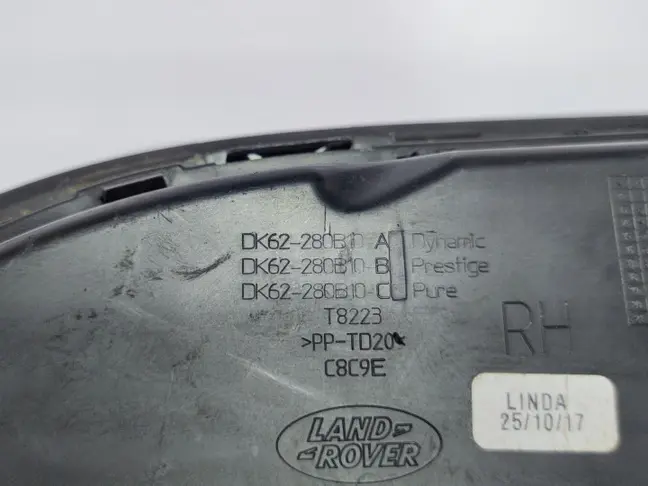 DK62-280B10-A Dynamic
DK62-280B10-B Prestige
DK62-280B10-C Pure
T8223
>PP-TD20<
C8C9E
RH
LINDA
25/10/17
LAND-
-ROVER